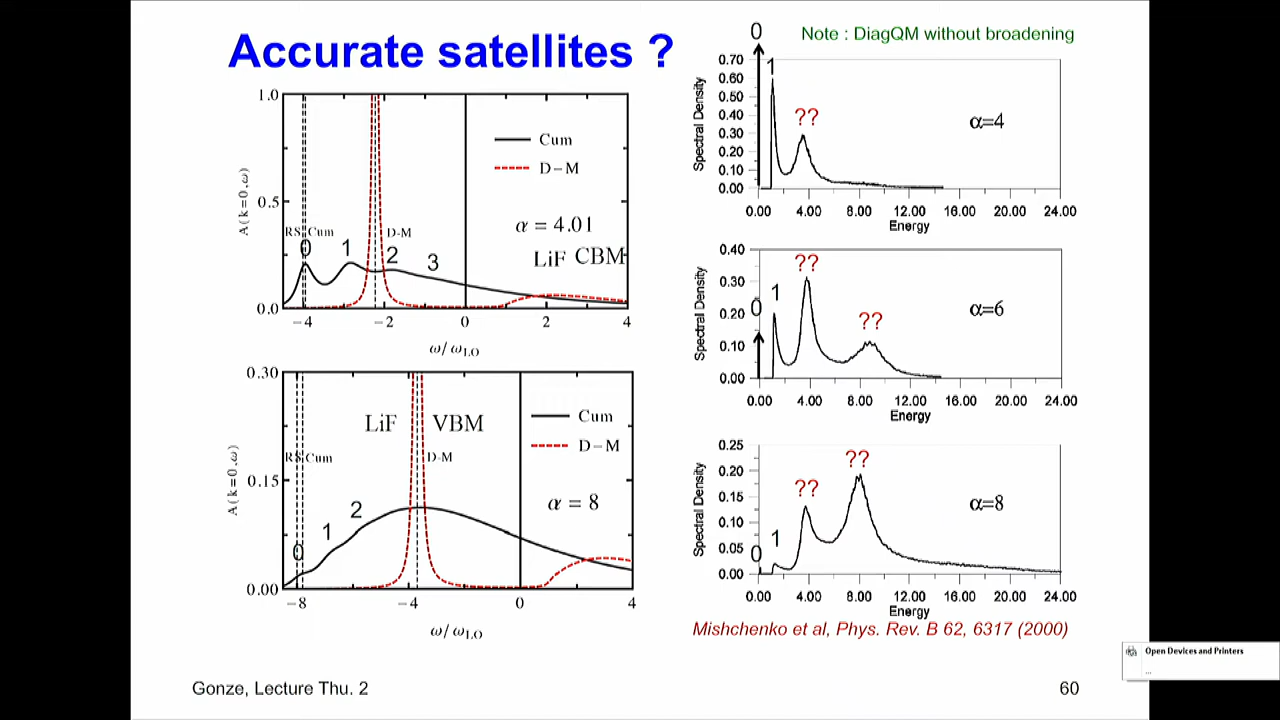 Accurate satellites ?
Note : DiagQM without broadening
1.0
0.5
0.0
A(k=0,ω)
Cum
D-M
α = 4.01
LiF CBM
RS Cum
D-M
0
1
2
3
−4
−2
0
2
4
ω/ωLO
0.30
0.15
0.00
A(k=0,ω)
LiF VBM
Cum
D-M
RS Cum
D-M
α = 8
0
1
2
−8
−4
0
4
ω/ωLO
0
1
??
α=4
Spectral Density
0.70
0.60
0.50
0.40
0.30
0.20
0.10
0.00
0.00 4.00 8.00 12.00 16.00 20.00 24.00
Energy
0
1
??
??
α=6
Spectral Density
0.40
0.30
0.20
0.10
0.00
0.00 4.00 8.00 12.00 16.00 20.00 24.00
Energy
0
1
??
??
α=8
Spectral Density
0.25
0.20
0.15
0.10
0.05
0.00
0.00 4.00 8.00 12.00 16.00 20.00 24.00
Energy
Mishchenko et al, Phys. Rev. B 62, 6317 (2000)
Open Devices and Printers
...
Gonze, Lecture Thu. 2
60